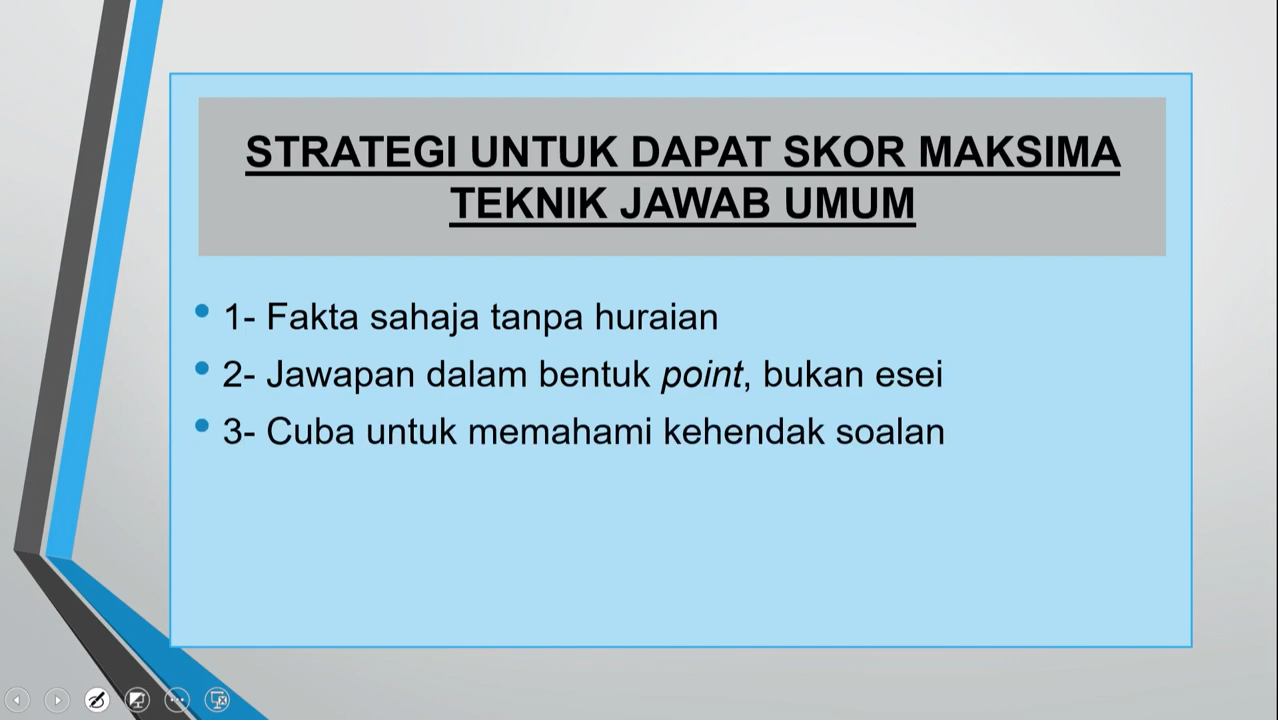 STRATEGI UNTUK DAPAT SKOR MAKSIMA
TEKNIK JAWAB UMUM
• 1- Fakta sahaja tanpa huraian
• 2- Jawapan dalam bentuk point, bukan esei
• 3- Cuba untuk memahami kehendak soalan